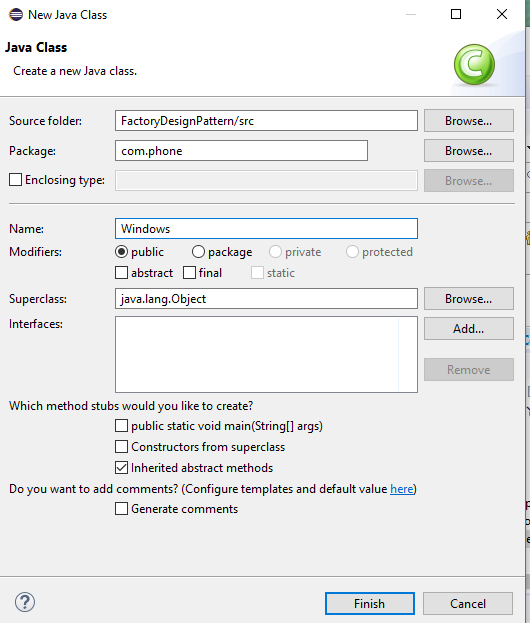 New Java Class
Java Class
Create a new Java class.
Source folder: FactoryDesignPattern/src Browse...
Package: com.phone Browse...
Enclosing type: Browse...
Name: Windows
Modifiers: public package private protected
abstract final static
Superclass: java.lang.Object Browse...
Interfaces: Add...
Remove
Which method stubs would you like to create?
public static void main(String[] args)
Constructors from superclass
Inherited abstract methods
Do you want to add comments? (Configure templates and default value here)
Generate comments
Finish Cancel